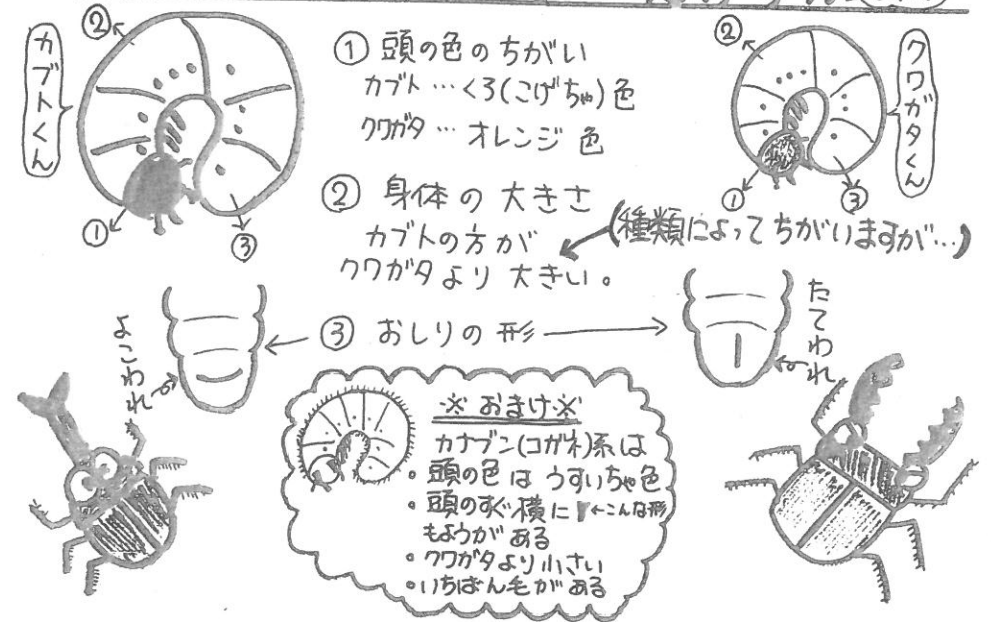 カブトくん
②
①
③
① 頭の色のちがい
カブト…くろ(こげちゃ)色
クワガタ…オレンジ色
② 身体の大きさ
カブトの方が
クワガタより大きい。
(種類によってちがいますが…)
クワガタくん
②
①
③
③ おしりの形
よこわれ
たてわれ
※おまけ※
カナブン(コガネ)系は
・頭の色はうすいちゃ色
・頭のすぐ横に ←こんな形
もようがある
・クワガタより小さい
・いちばん毛がある